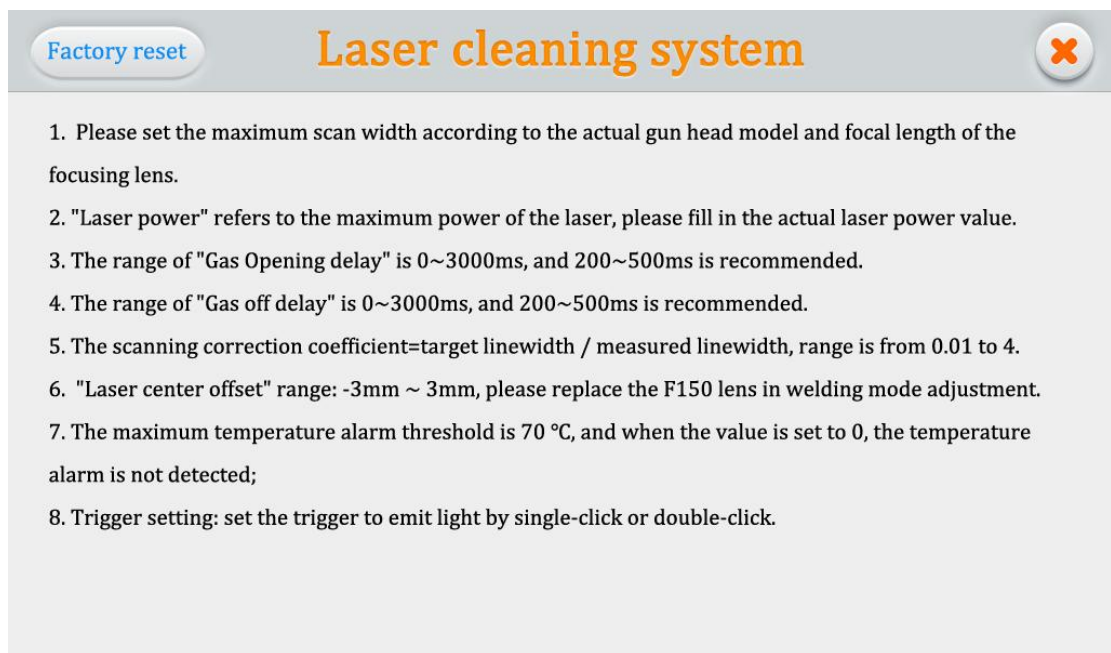 Factory reset
Laser cleaning system
1. Please set the maximum scan width according to the actual gun head model and focal length of the
focusing lens.
2. "Laser power" refers to the maximum power of the laser, please fill in the actual laser power value.
3. The range of "Gas Opening delay" is 0~3000ms, and 200~500ms is recommended.
4. The range of "Gas off delay" is 0~3000ms, and 200~500ms is recommended.
5. The scanning correction coefficient=target linewidth / measured linewidth, range is from 0.01 to 4.
6. "Laser center offset" range: -3mm ~ 3mm, please replace the F150 lens in welding mode adjustment.
7. The maximum temperature alarm threshold is 70 ℃, and when the value is set to 0, the temperature
alarm is not detected;
8. Trigger setting: set the trigger to emit light by single-click or double-click.